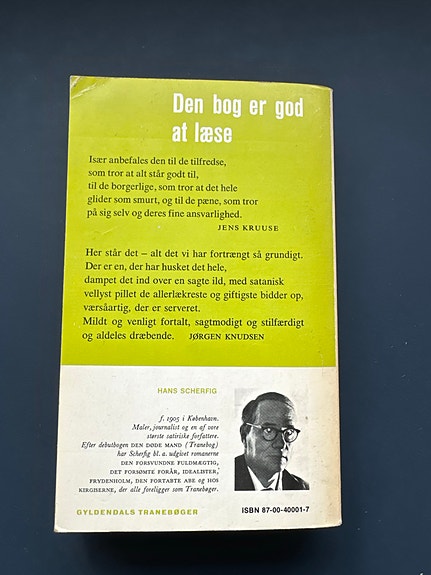 Den bog er god
at læse
Især anbefales den til de tilfredse,
som tror at alt står godt til,
til de borgerlige, som tror at det hele
glider som smurt, og til de pæne, som tror
på sig selv og deres fine ansvarlighed.
JENS KRUUSE
Her står det – alt det vi har fortrængt så grundigt.
Der er en, der har husket det hele,
dampet det ind over en sagte ild, med satanisk
vellyst pillet de allerlækreste og giftigste bidder op,
værsåartig, der er serveret.
Mildt og venligt fortalt, sagtmodigt og stilfærdigt
og aldeles dræbende. JØRGEN KNUDSEN
HANS SCHERFIG
f. 1905 i København.
Maler, journalist og en af vore
største satiriske forfattere.
Efter debutbogen DEN DØDE MAND (Tranebog)
har Scherfig bl. a. udgivet romanerne
DEN FORSVUNDNE FULDMÆGTIG,
DET FORSØMTE FORÅR, IDEALISTER,
FRYDENHOLM, DEN FORTABTE ABE og HOS
KIRGISERNE, der alle foreligger som Tranebøger.
GYLDENDALS TRANEBØGER
ISBN 87-00-40001-7